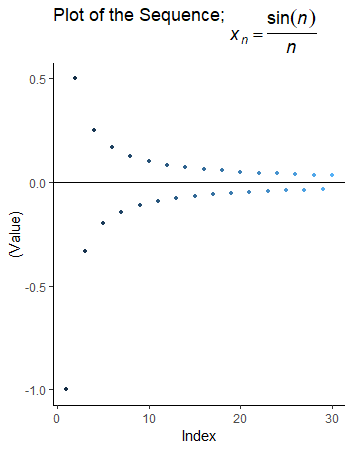 Plot of the Sequence; xₙ = sin(n)/n
0.5
0.0
-0.5
-1.0
(Value)
0 10 20 30
Index